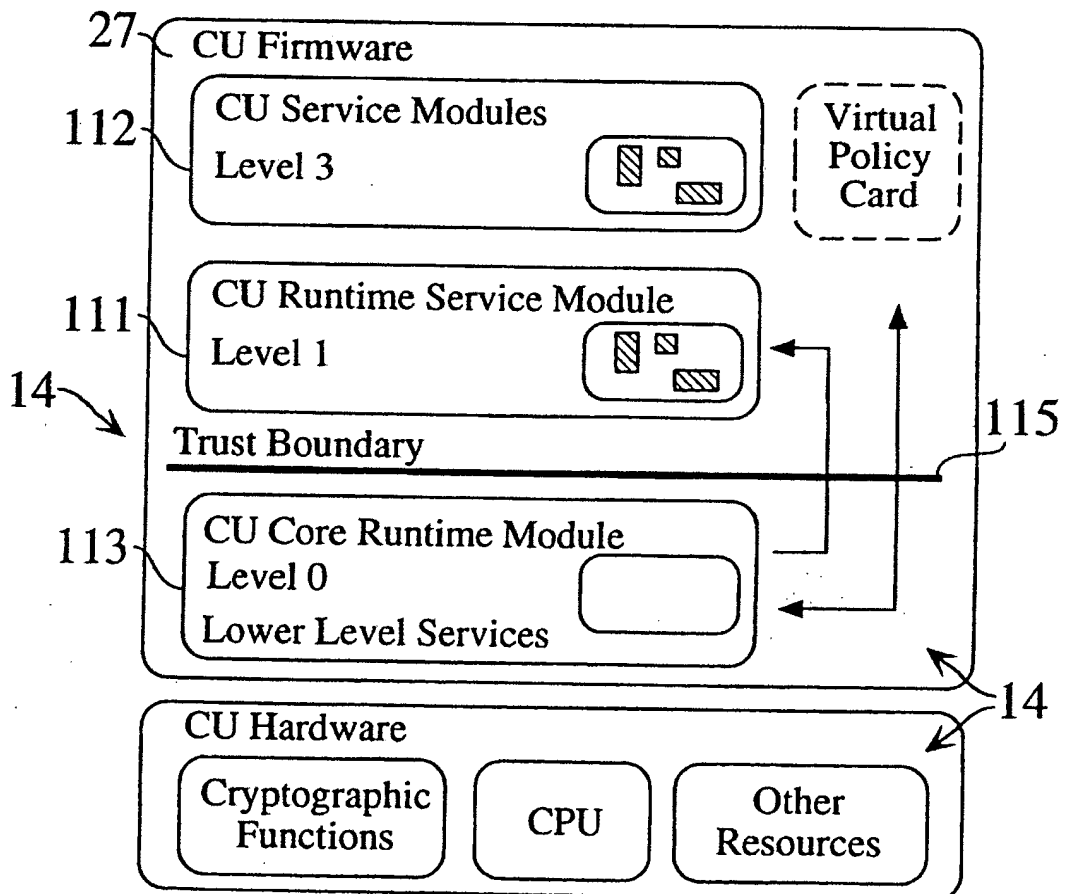 27
CU Firmware
CU Service Modules
112
Level 3
Virtual
Policy
Card
CU Runtime Service Module
111
Level 1
14
Trust Boundary
115
CU Core Runtime Module
113
Level 0
Lower Level Services
14
CU Hardware
Cryptographic
Functions
CPU
Other
Resources